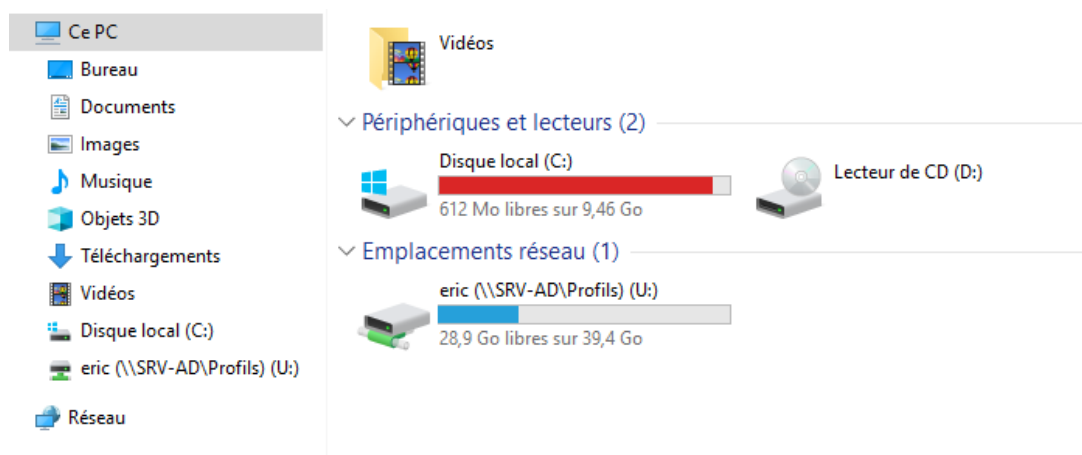 Ce PC
Bureau
Documents
Images
Musique
Objets 3D
Téléchargements
Vidéos
Disque local (C:)
eric (\\SRV-AD\Profils) (U:)
Réseau
Vidéos
Périphériques et lecteurs (2)
Disque local (C:)
612 Mo libres sur 9,46 Go
Lecteur de CD (D:)
Emplacements réseau (1)
eric (\\SRV-AD\Profils) (U:)
28,9 Go libres sur 39,4 Go